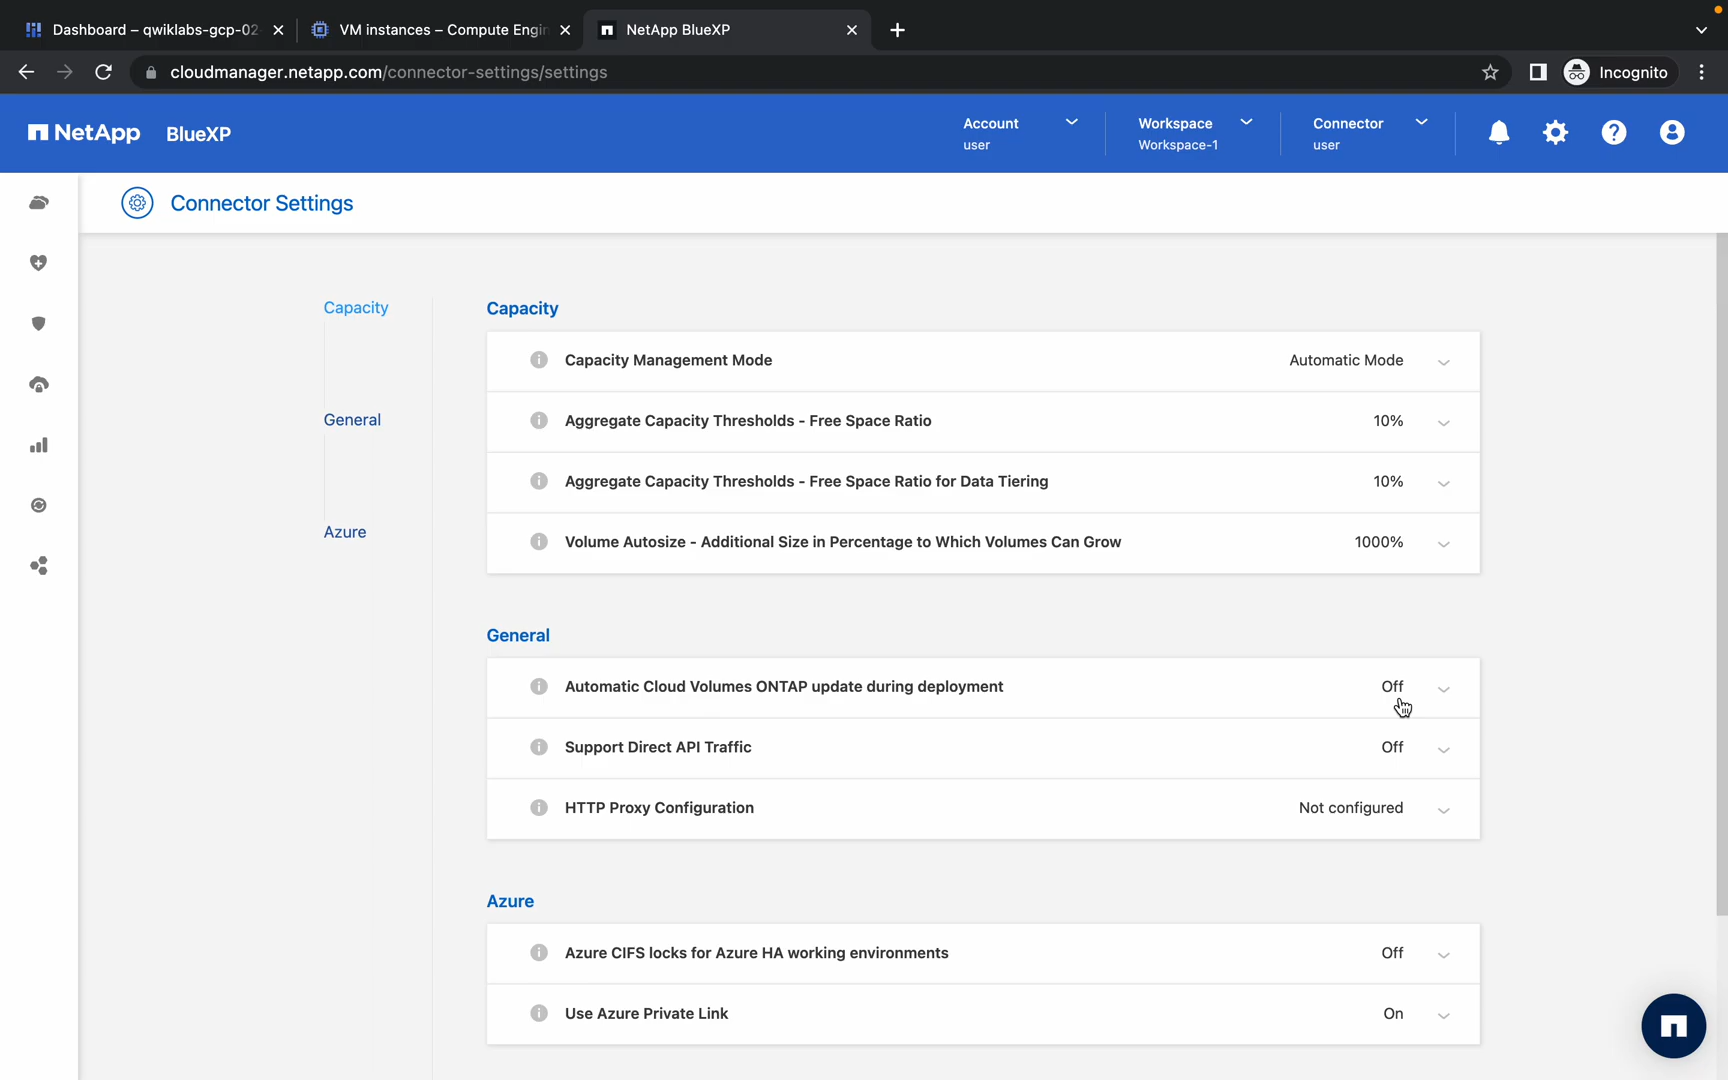 Dashboard – qwiklabs-gcp-02
VM instances – Compute Engin
NetApp BlueXP
cloudmanager.netapp.com/connector-settings/settings
Incognito
NetApp BlueXP
Account
user
Workspace
Workspace-1
Connector
user
Connector Settings
Capacity
General
Azure
Capacity
Capacity Management Mode Automatic Mode
Aggregate Capacity Thresholds - Free Space Ratio 10%
Aggregate Capacity Thresholds - Free Space Ratio for Data Tiering 10%
Volume Autosize - Additional Size in Percentage to Which Volumes Can Grow 1000%
General
Automatic Cloud Volumes ONTAP update during deployment Off
Support Direct API Traffic Off
HTTP Proxy Configuration Not configured
Azure
Azure CIFS locks for Azure HA working environments Off
Use Azure Private Link On